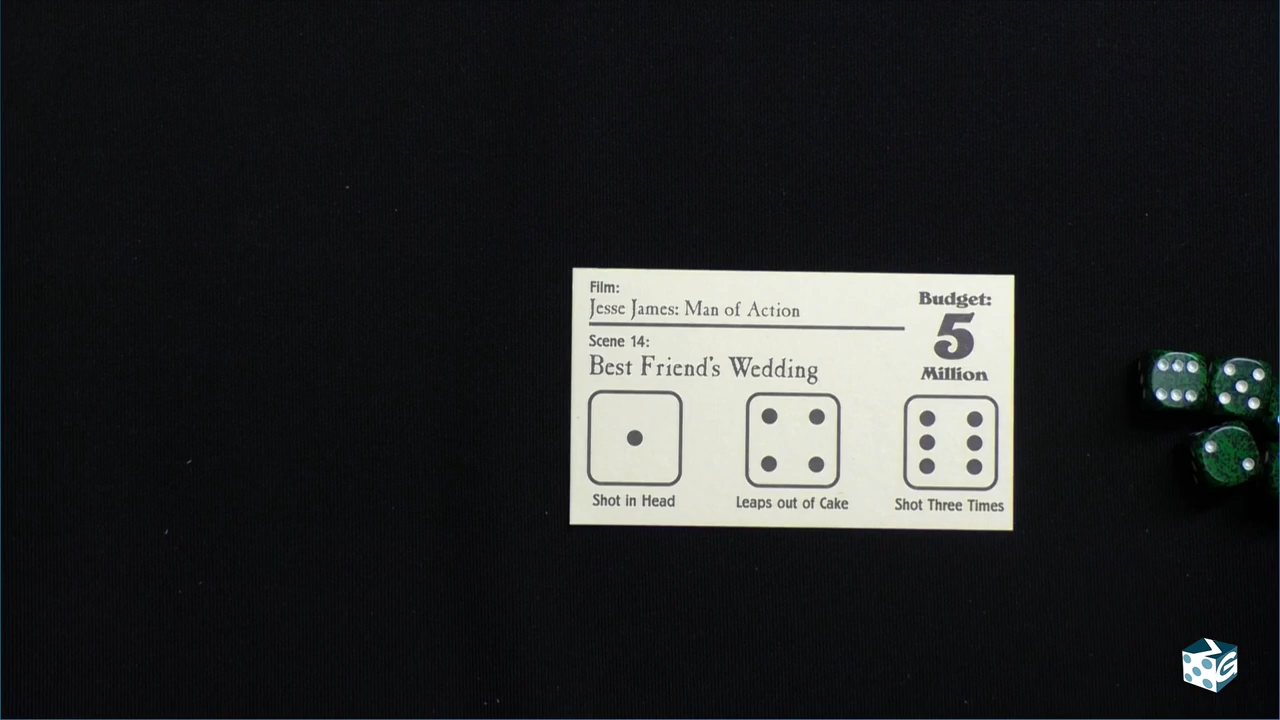 Film:
Jesse James: Man of Action
Budget:
5
Million
Scene 14:
Best Friend's Wedding
Shot in Head
Leaps out of Cake
Shot Three Times